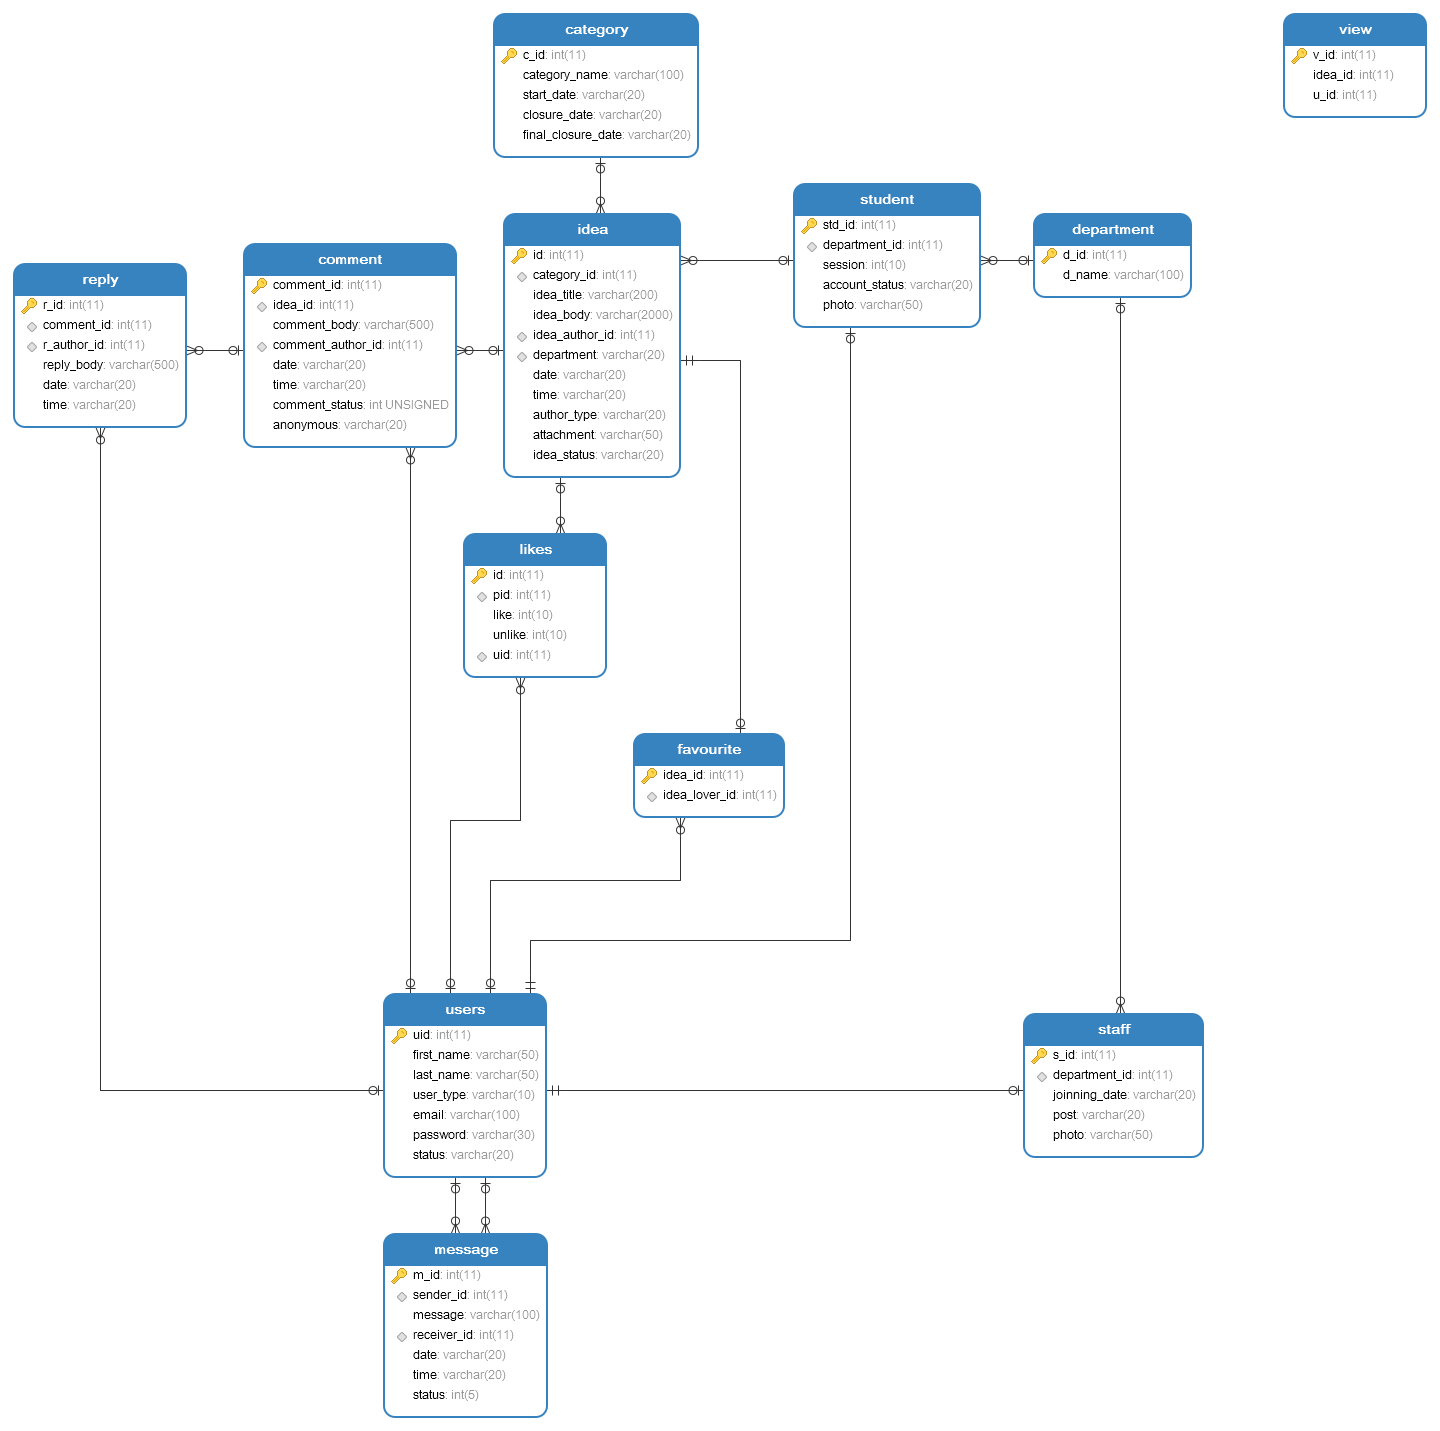 category
c_id: int(11)
category_name: varchar(100)
start_date: varchar(20)
closure_date: varchar(20)
final_closure_date: varchar(20)
view
v_id: int(11)
idea_id: int(11)
u_id: int(11)
student
std_id: int(11)
department_id: int(11)
session: int(10)
account_status: varchar(20)
photo: varchar(50)
department
d_id: int(11)
d_name: varchar(100)
idea
id: int(11)
category_id: int(11)
idea_title: varchar(200)
idea_body: varchar(2000)
idea_author_id: int(11)
department: varchar(20)
date: varchar(20)
time: varchar(20)
author_type: varchar(20)
attachment: varchar(50)
idea_status: varchar(20)
comment
comment_id: int(11)
idea_id: int(11)
comment_body: varchar(500)
comment_author_id: int(11)
date: varchar(20)
time: varchar(20)
comment_status: int UNSIGNED
anonymous: varchar(20)
reply
r_id: int(11)
comment_id: int(11)
r_author_id: int(11)
reply_body: varchar(500)
date: varchar(20)
time: varchar(20)
likes
id: int(11)
pid: int(11)
like: int(10)
unlike: int(10)
uid: int(11)
favourite
idea_id: int(11)
idea_lover_id: int(11)
users
uid: int(11)
first_name: varchar(50)
last_name: varchar(50)
user_type: varchar(10)
email: varchar(100)
password: varchar(30)
status: varchar(20)
staff
s_id: int(11)
department_id: int(11)
joinning_date: varchar(20)
post: varchar(20)
photo: varchar(50)
message
m_id: int(11)
sender_id: int(11)
message: varchar(100)
receiver_id: int(11)
date: varchar(20)
time: varchar(20)
status: int(5)